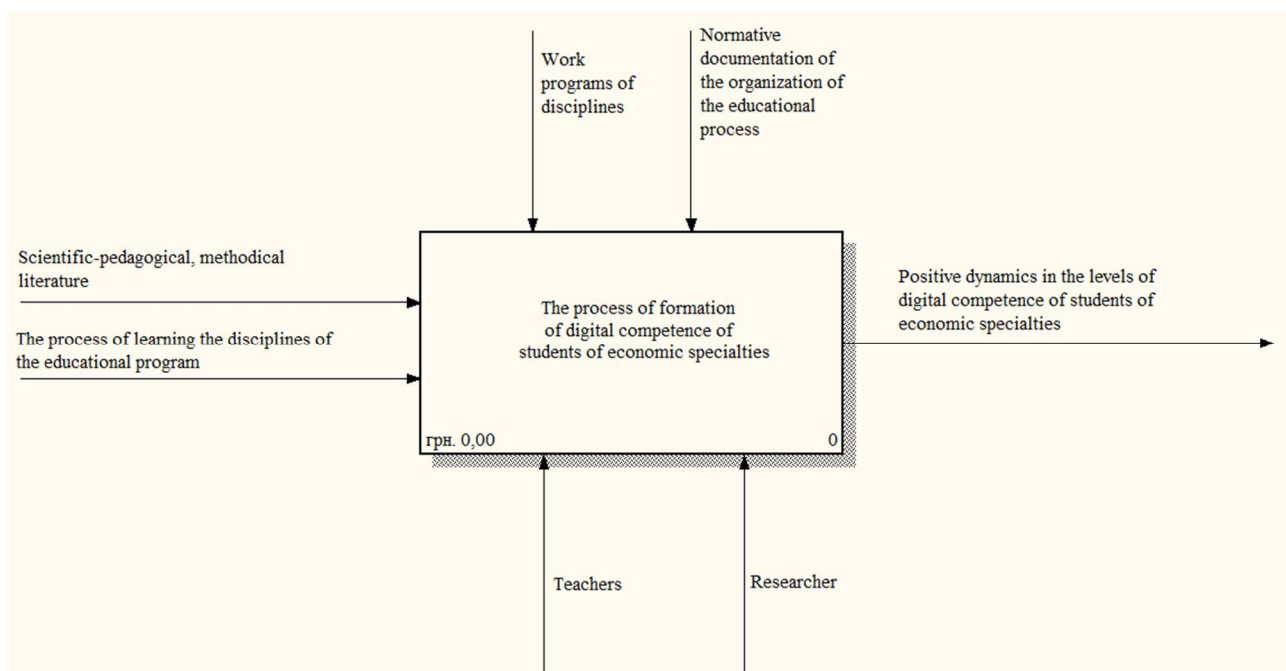 Work
programs of
disciplines
Normative
documentation of
the organization of
the educational
process
Scientific-pedagogical, methodical
literature
The process of learning the disciplines of
the educational program
The process of formation
of digital competence of
students of economic specialties
грн. 0,00
0
Positive dynamics in the levels of
digital competence of students of
economic specialties
Teachers
Researcher